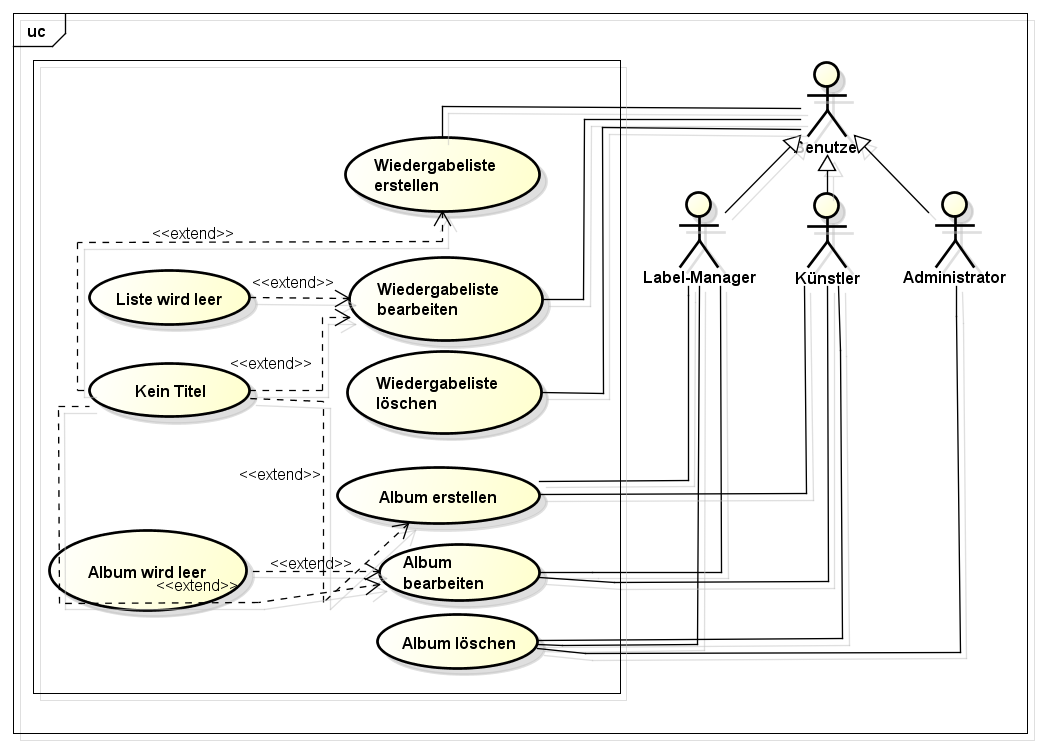 uc
Wiedergabeliste
erstellen
<<extend>>
Liste wird leer
<<extend>>
Wiedergabeliste
bearbeiten
<<extend>>
Kein Titel
Wiedergabeliste
löschen
<<extend>>
Album erstellen
Album wird leer
<<extend>>
<<extend>>
Album
bearbeiten
Album löschen
Benutzer
Label-Manager
Künstler
Administrator